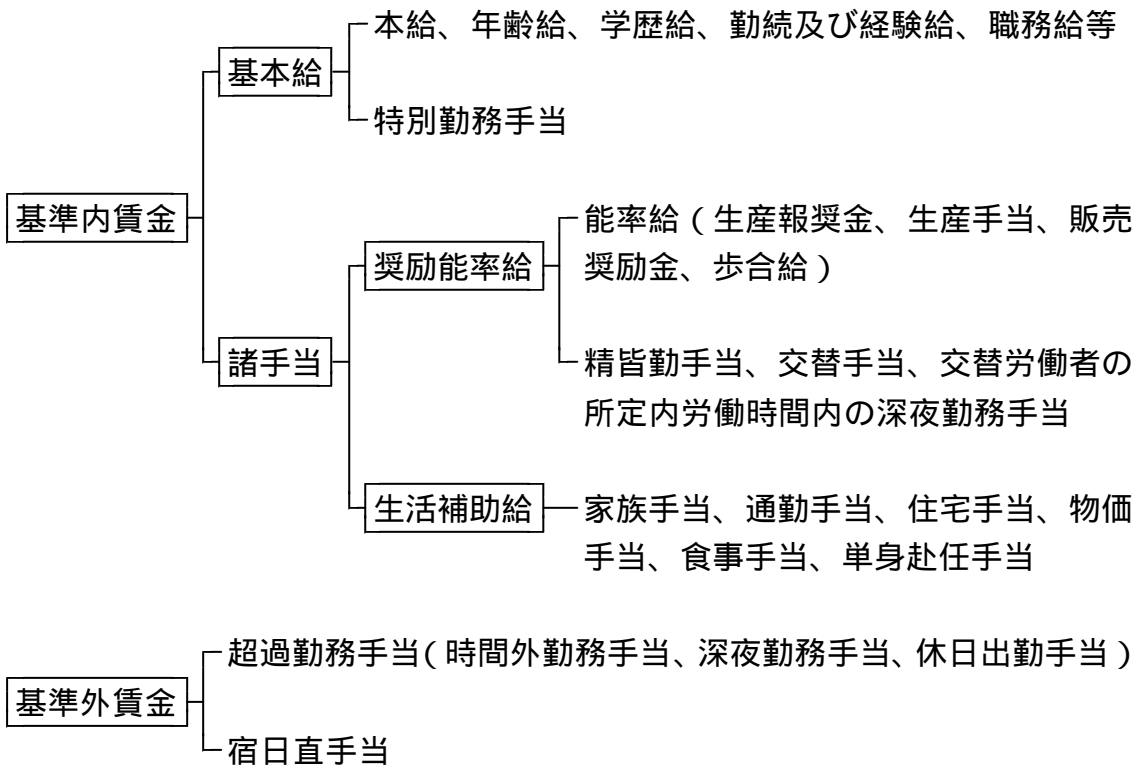 本給、年齢給、学歴給、勤続及び経験給、職務給等
基本給
特別勤務手当
基準内賃金
能率給（生産報奨金、生産手当、販売
奨励金、歩合給）
奨励能率給
諸手当
精皆勤手当、交替手当、交替労働者の
所定内労働時間内の深夜勤務手当
生活補助給
家族手当、通勤手当、住宅手当、物価
手当、食事手当、単身赴任手当
超過勤務手当（時間外勤務手当、深夜勤務手当、休日出勤手当）
基準外賃金
宿日直手当